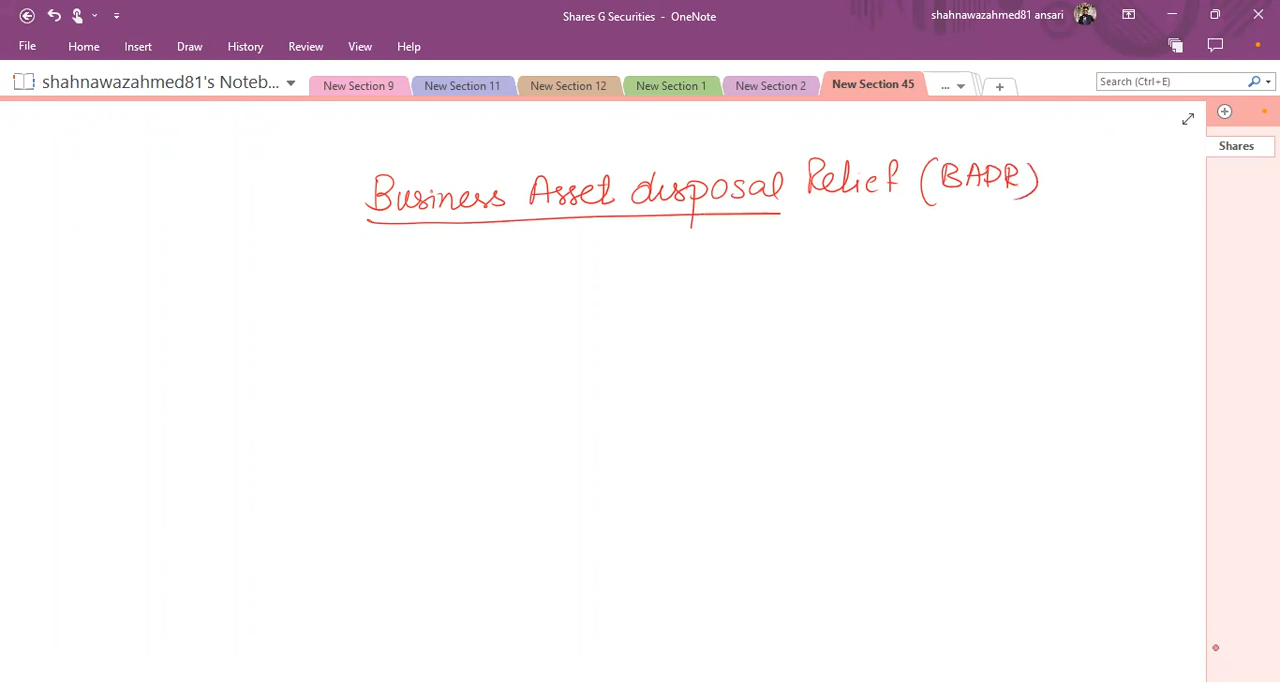 Shares G Securities - OneNote
shahnawazahmed81 ansari
File Home Insert Draw History Review View Help
shahnawazahmed81's Noteb... New Section 9 New Section 11 New Section 12 New Section 1 New Section 2 New Section 45 ... + Search (Ctrl+E)
Shares
Business Asset disposal Relief (BADR)